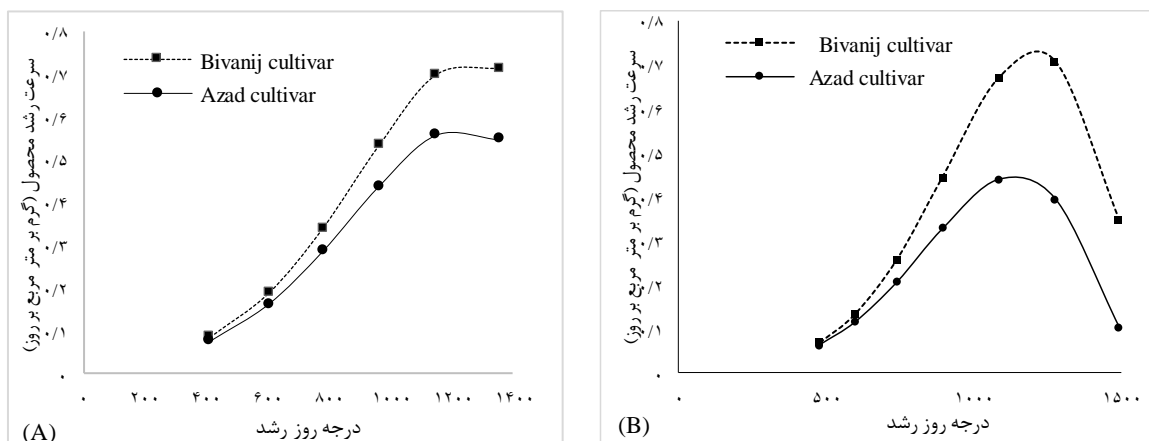 سرعت رشد محصول (گرم بر متر مربع بر روز)
۰/۸
۰/۷
۰/۶
۰/۵
۰/۴
۰/۳
۰/۲
۰/۱
۰
Bivanij cultivar
Azad cultivar
۰ ۲۰۰ ۴۰۰ ۶۰۰ ۸۰۰ ۱۰۰۰ ۱۲۰۰ ۱۴۰۰
درجه روز رشد
(A)
سرعت رشد محصول (گرم بر متر مربع بر روز)
۰/۸
۰/۷
۰/۶
۰/۵
۰/۴
۰/۳
۰/۲
۰/۱
۰
Bivanij cultivar
Azad cultivar
۰ ۵۰۰ ۱۰۰۰ ۱۵۰۰
درجه روز رشد
(B)